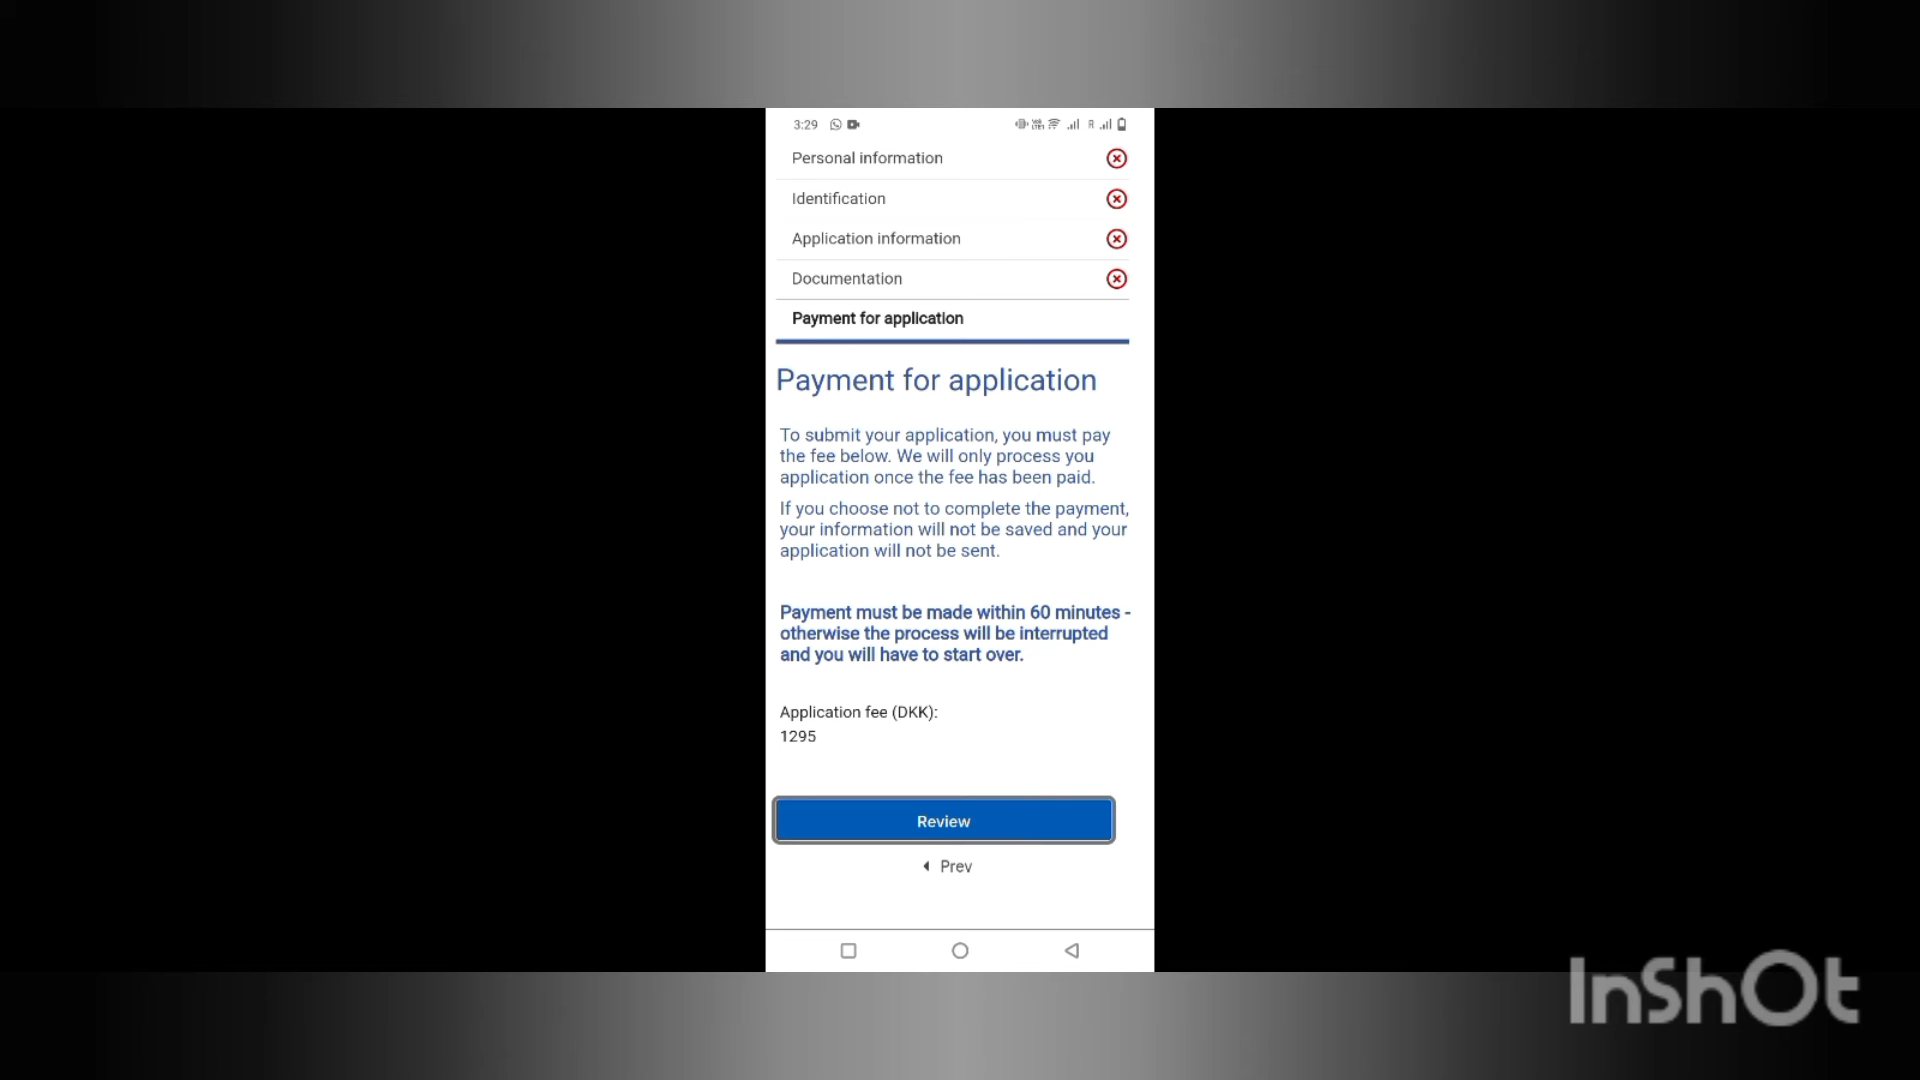 3:29
Personal information
Identification
Application information
Documentation
Payment for application
Payment for application
To submit your application, you must pay
the fee below. We will only process you
application once the fee has been paid.
If you choose not to complete the payment,
your information will not be saved and your
application will not be sent.
Payment must be made within 60 minutes -
otherwise the process will be interrupted
and you will have to start over.
Application fee (DKK):
1295
Review
Prev
InShOt